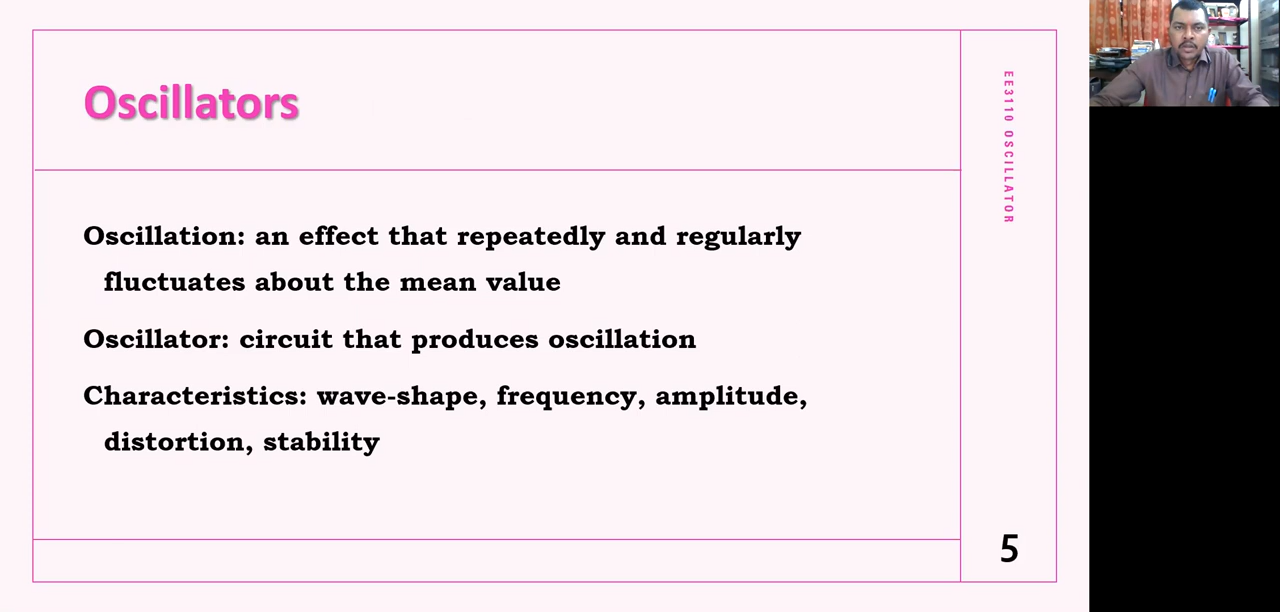 Oscillators
Oscillation: an effect that repeatedly and regularly
fluctuates about the mean value
Oscillator: circuit that produces oscillation
Characteristics: wave-shape, frequency, amplitude,
distortion, stability
EE3110 OSCILLATOR
5